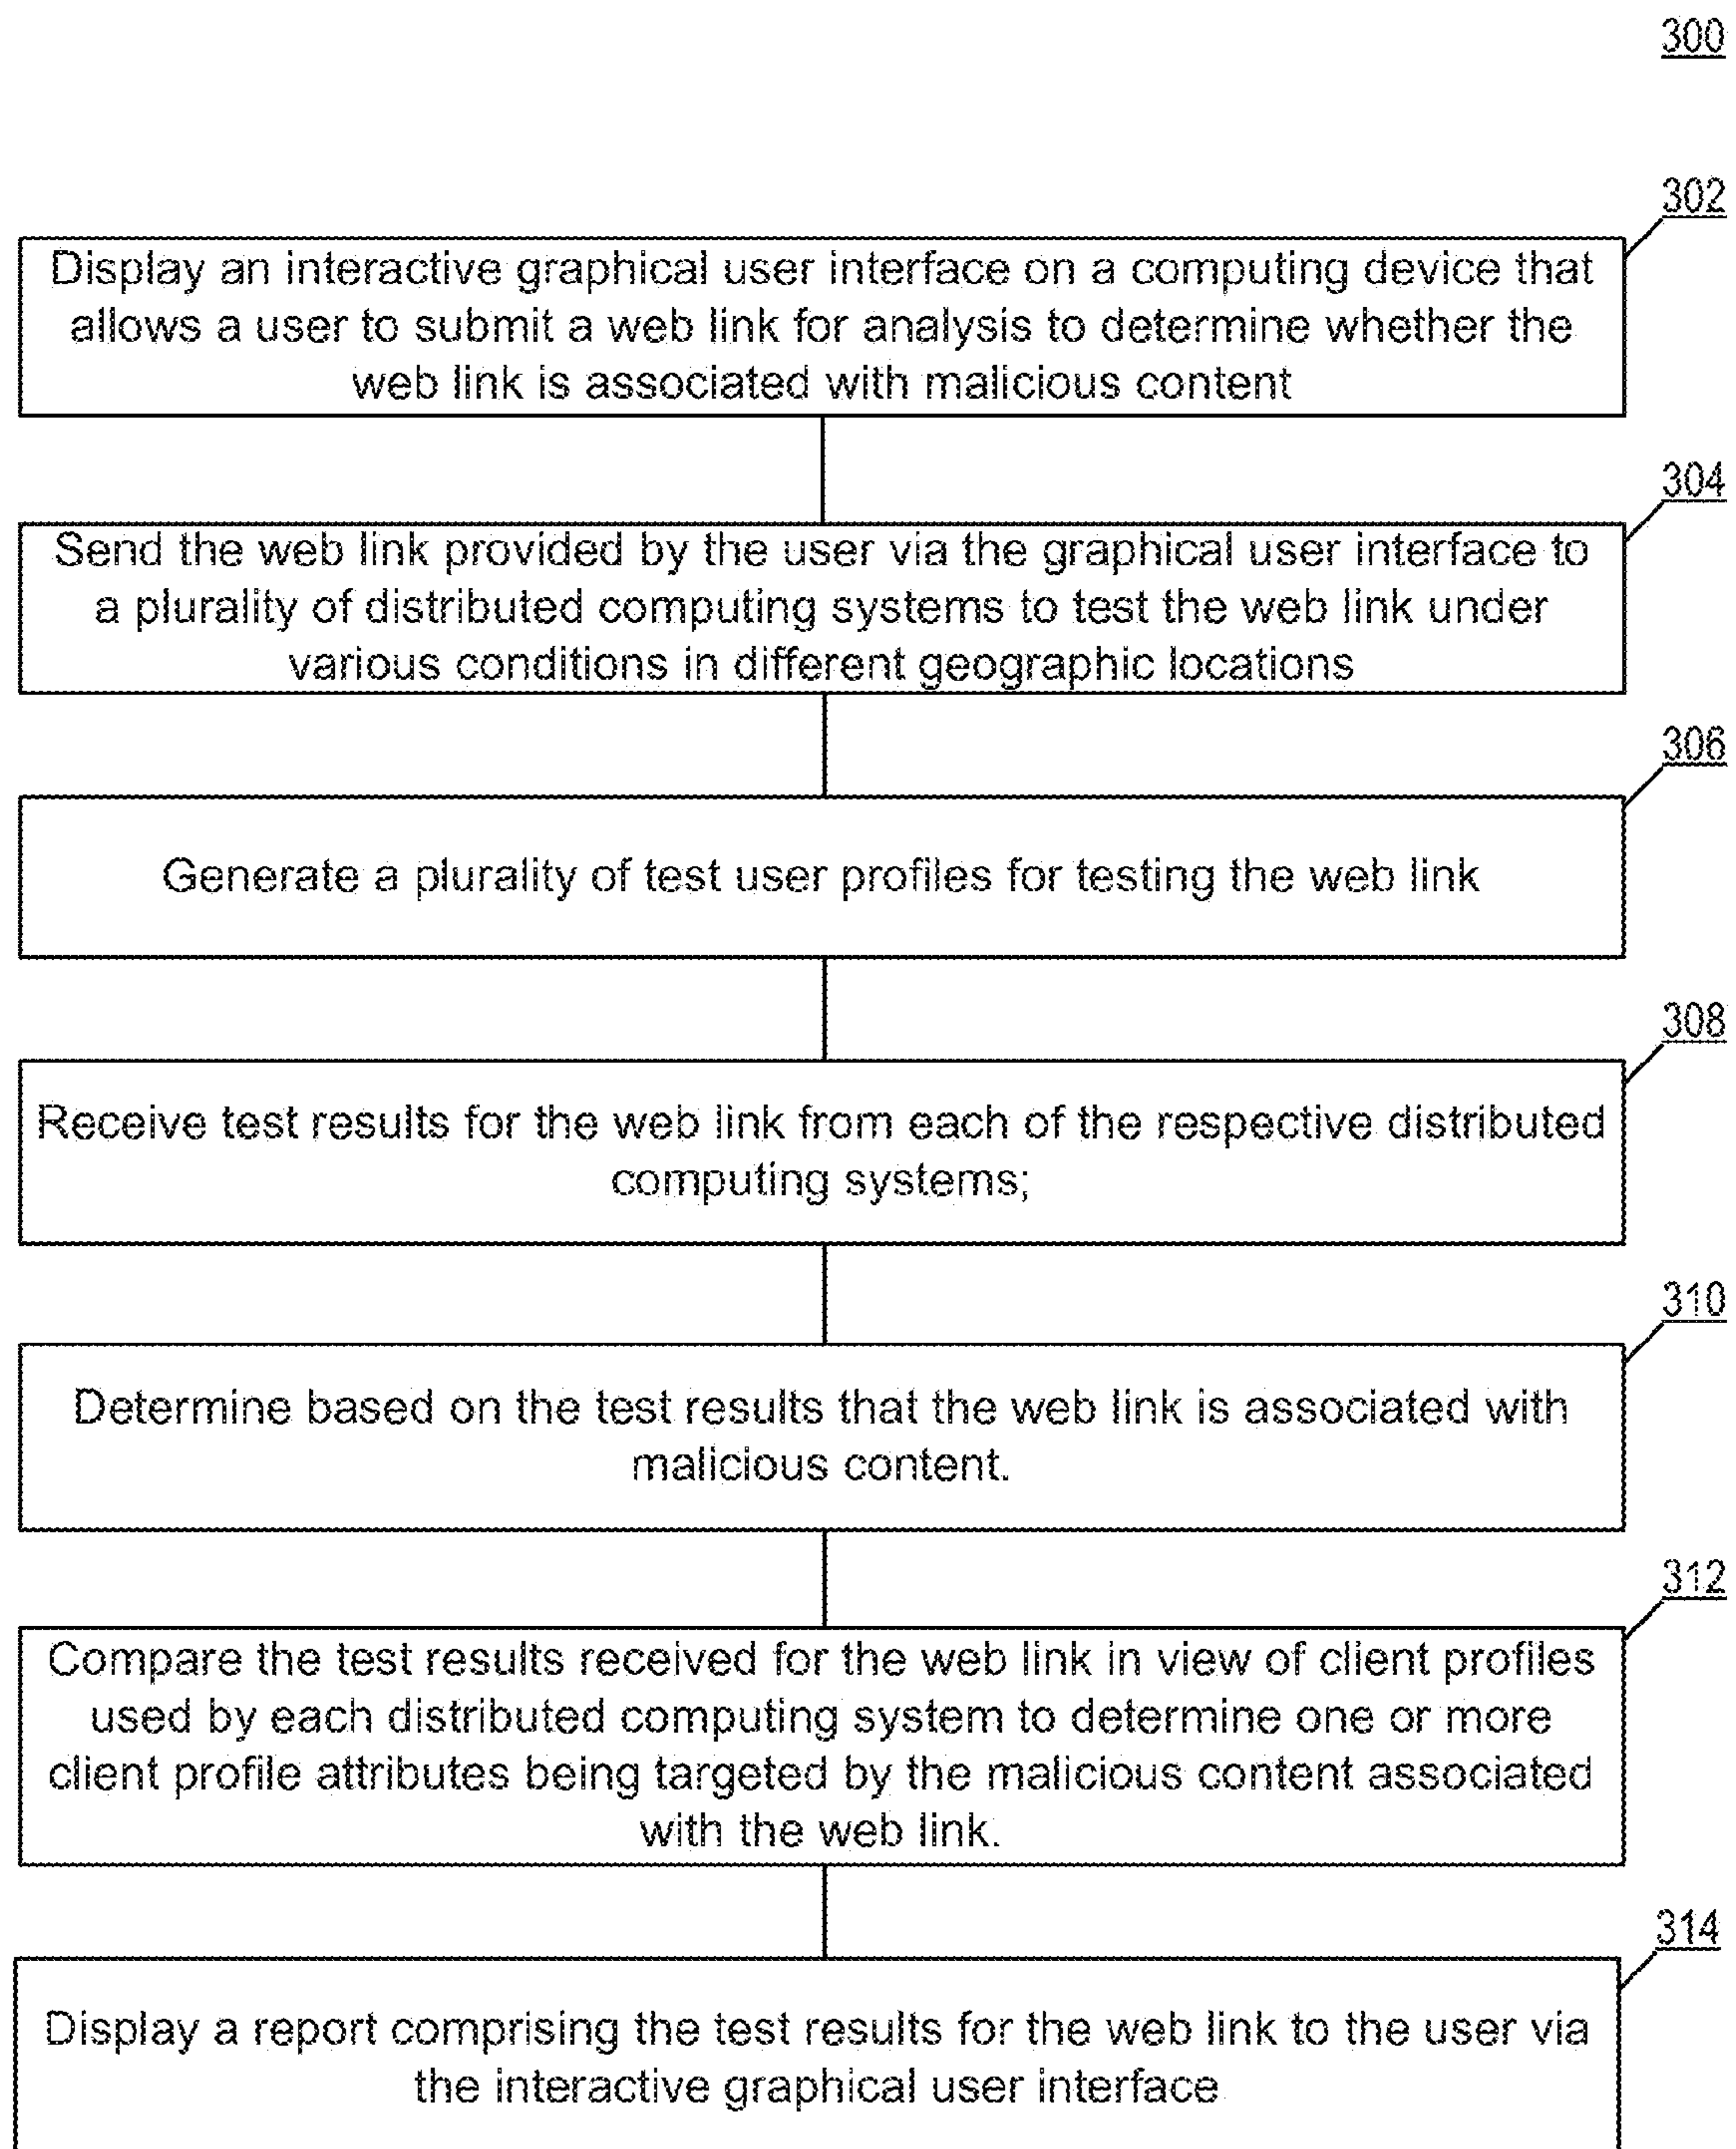 300
302
Display an interactive graphical user interface on a computing device that
allows a user to submit a web link for analysis to determine whether the
web link is associated with malicious content
304
Send the web link provided by the user via the graphical user interface to
a plurality of distributed computing systems to test the web link under
various conditions in different geographic locations
306
Generate a plurality of test user profiles for testing the web link
308
Receive test results for the web link from each of the respective distributed
computing systems;
310
Determine based on the test results that the web link is associated with
malicious content.
312
Compare the test results received for the web link in view of client profiles
used by each distributed computing system to determine one or more
client profile attributes being targeted by the malicious content associated
with the web link.
314
Display a report comprising the test results for the web link to the user via
the interactive graphical user interface